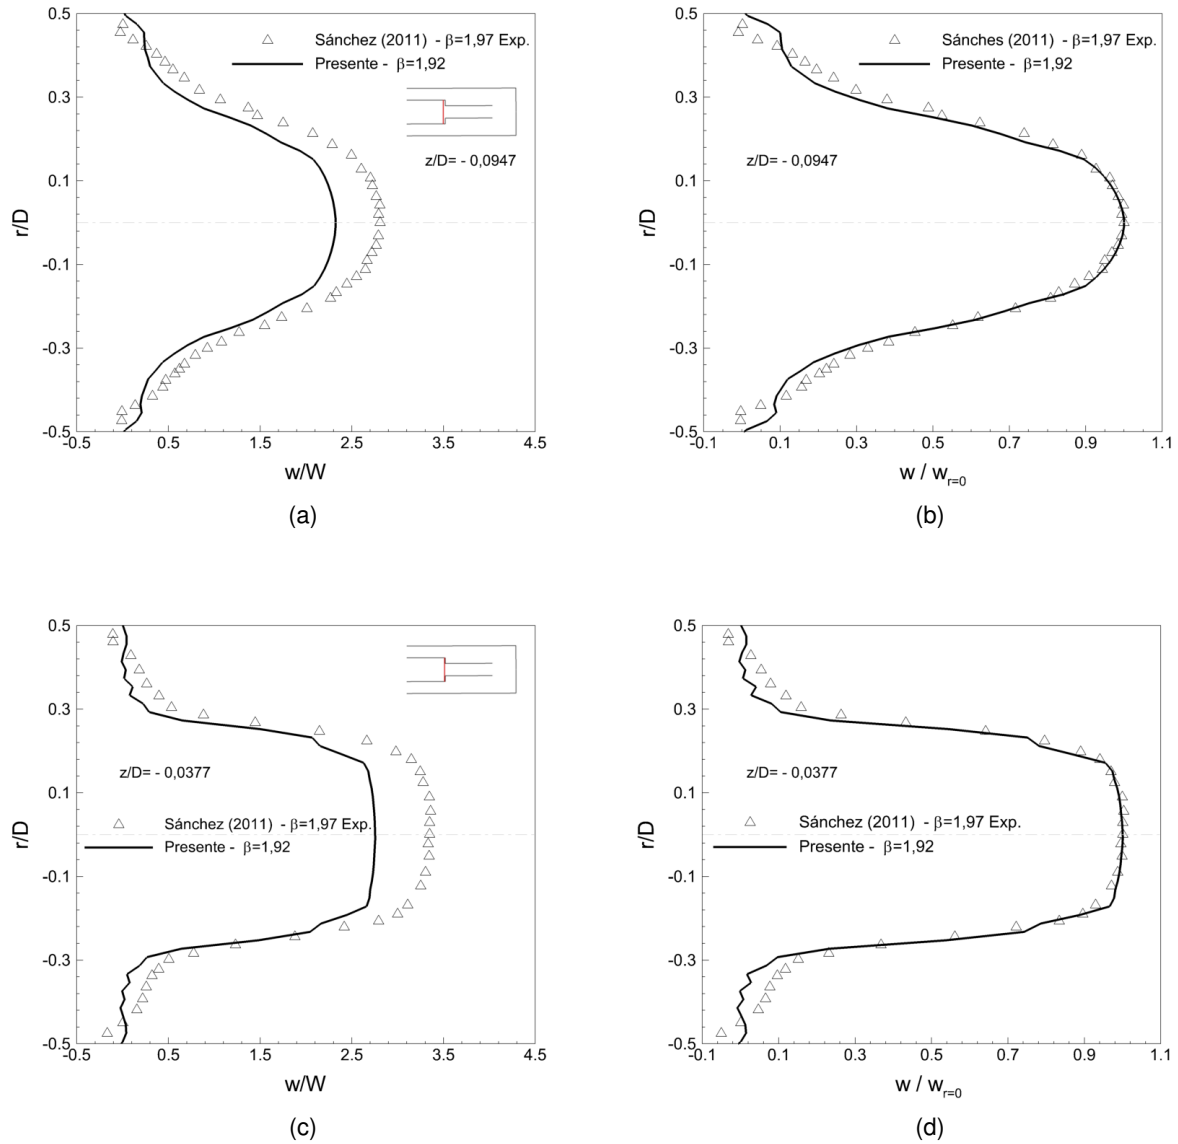 0.5
0.3
0.1
-0.1
-0.3
-0.5
r/D
Sánchez (2011) - β=1,97 Exp.
Presente - β=1,92
z/D= - 0,0947
-0.5 0.5 1.5 2.5 3.5 4.5
w/W
(a)
0.5
0.3
0.1
-0.1
-0.3
-0.5
r/D
Sánches (2011) - β=1,97 Exp.
Presente - β=1,92
z/D= - 0,0947
-0.1 0.1 0.3 0.5 0.7 0.9 1.1
w / w_{r=0}
(b)
0.5
0.3
0.1
-0.1
-0.3
-0.5
r/D
z/D= - 0,0377
Sánchez (2011) - β=1,97 Exp.
Presente - β=1,92
-0.5 0.5 1.5 2.5 3.5 4.5
w/W
(c)
0.5
0.3
0.1
-0.1
-0.3
-0.5
r/D
z/D= - 0,0377
Sánchez (2011) - β=1,97 Exp.
Presente - β=1,92
-0.1 0.1 0.3 0.5 0.7 0.9 1.1
w / w_{r=0}
(d)